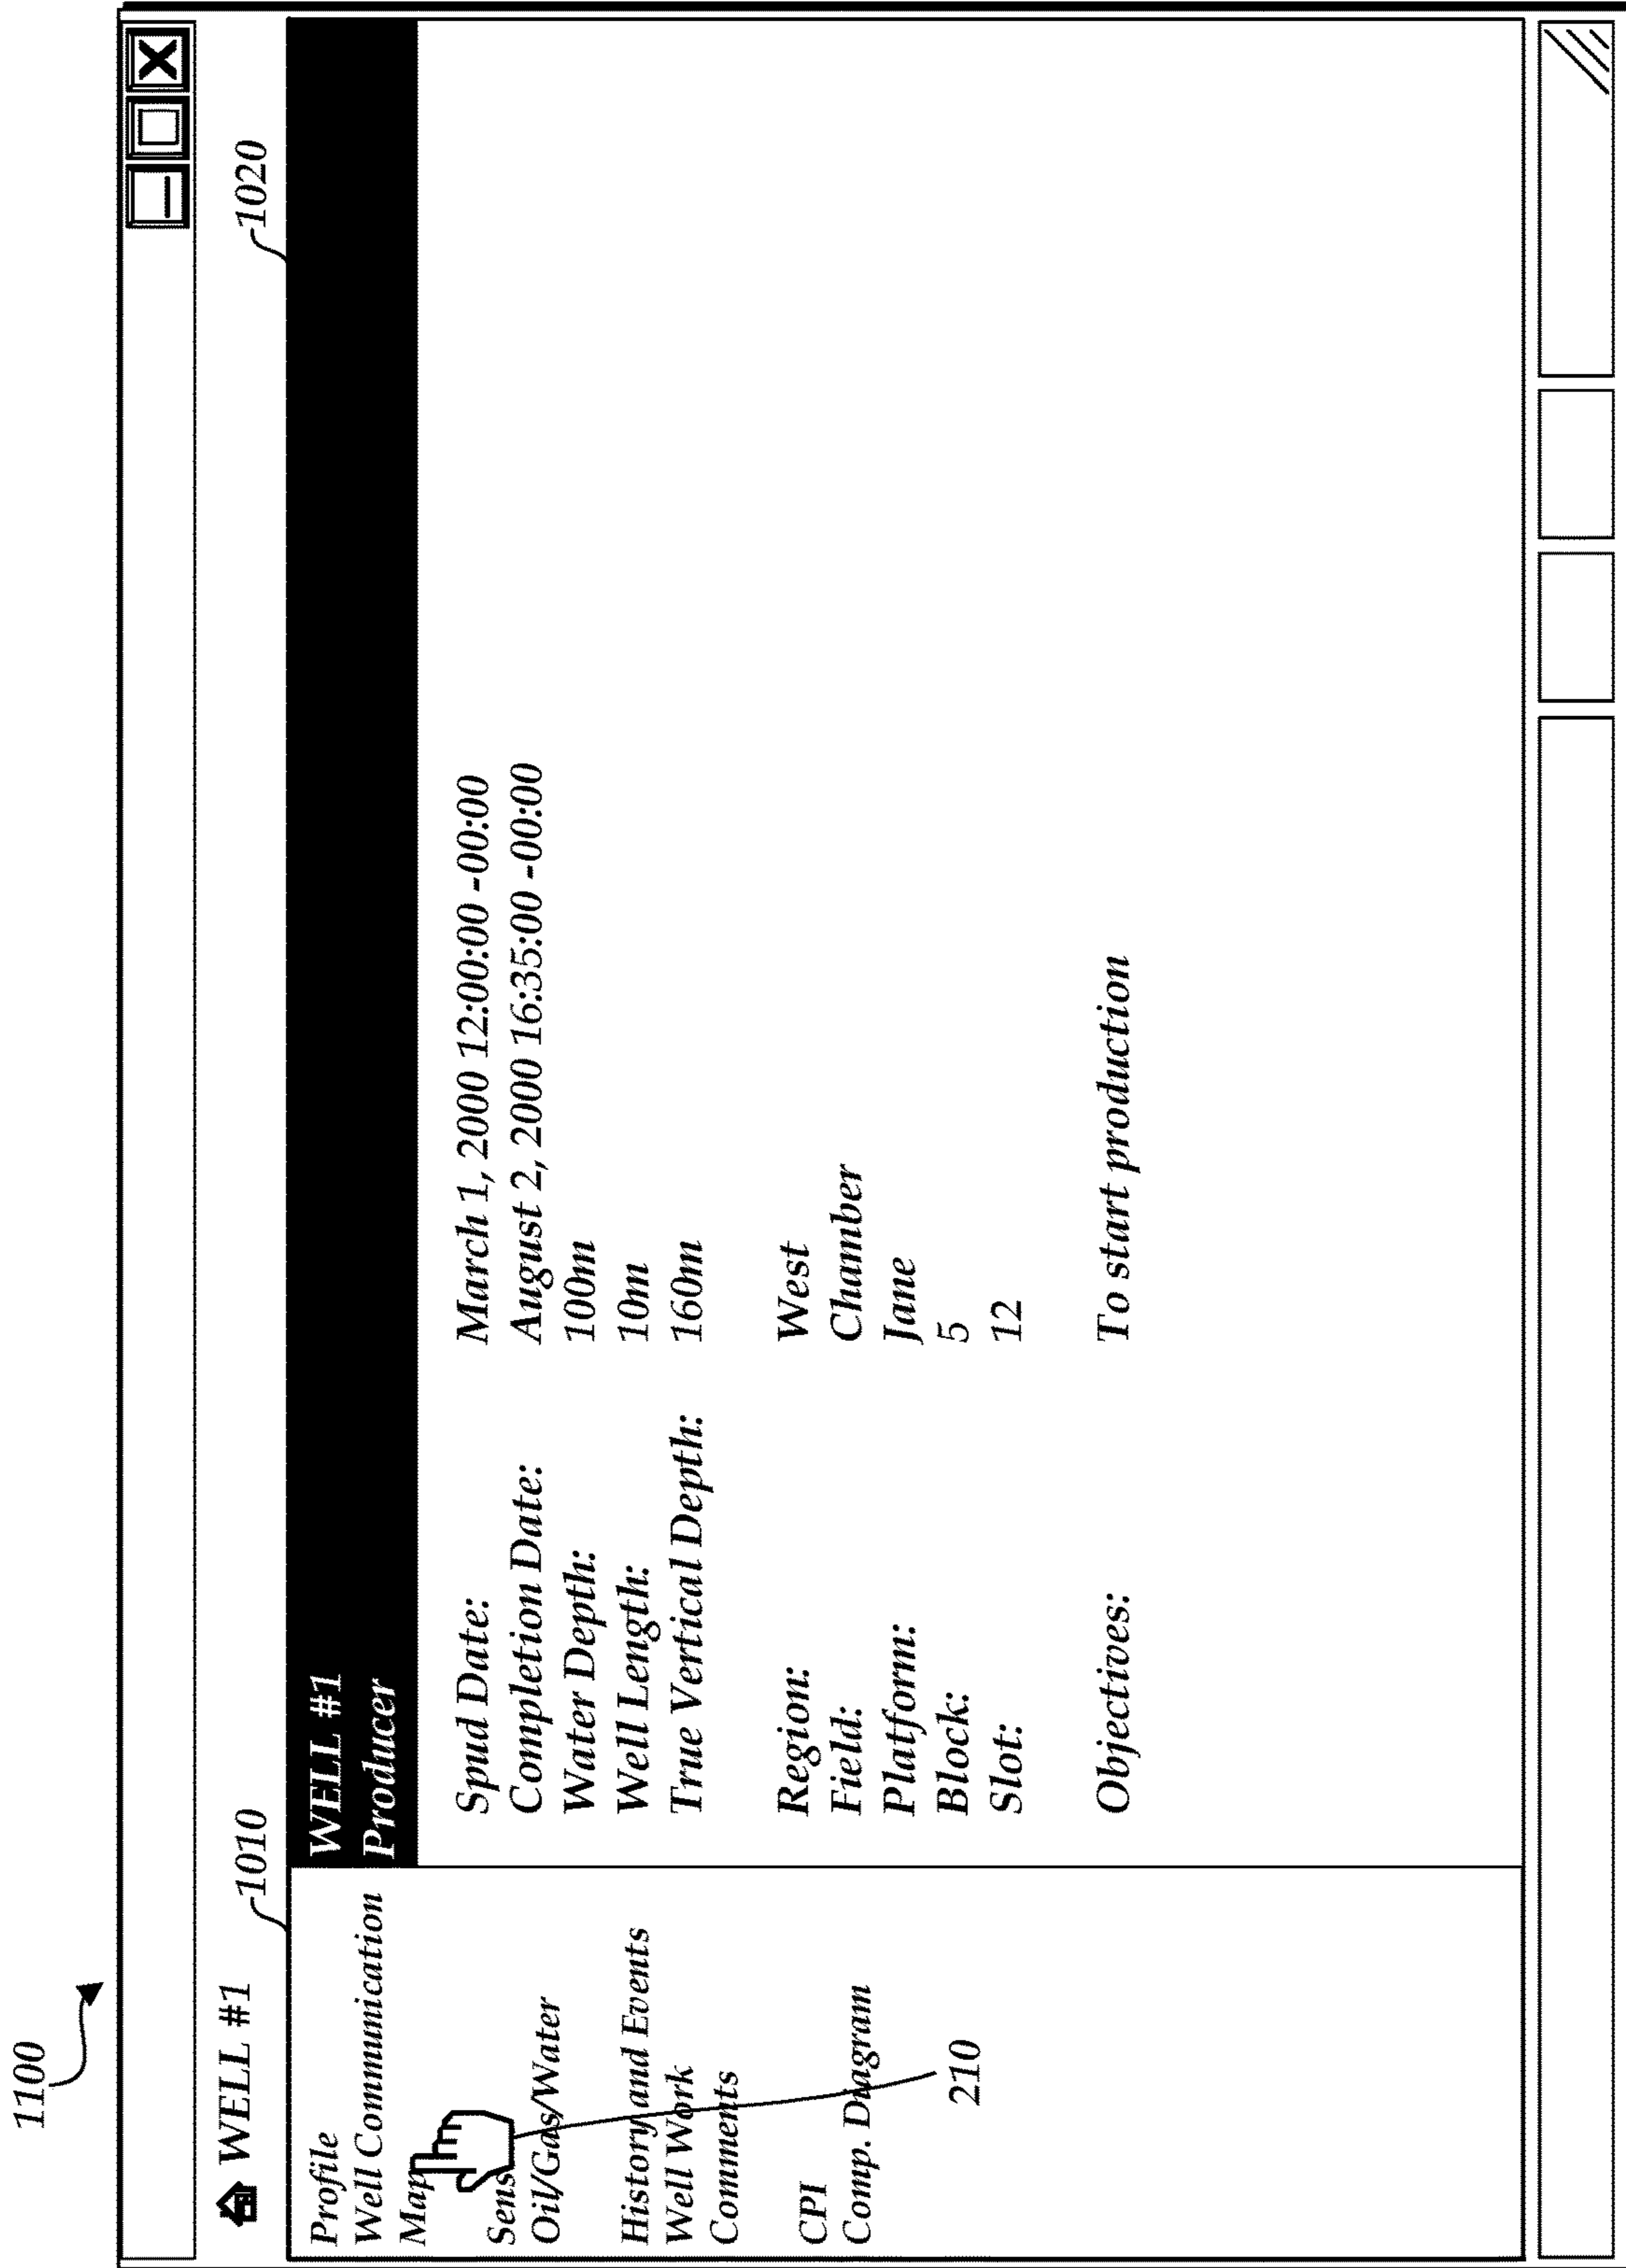 1100
WELL #1
1010
1020
Profile
Well Communication
Map
Sens
Oil/Gas/Water
History and Events
Well Work
Comments
CPI
Comp. Diagram
210
WELL #1
Producer
Spud Date: March 1, 2000 12:00:00 -00:00
Completion Date: August 2, 2000 16:35:00 -00:00
Water Depth: 100m
Well Length: 10m
True Vertical Depth: 160m
Region: West
Field: Chamber
Platform: Jane
Block: 5
Slot: 12
Objectives: To start production